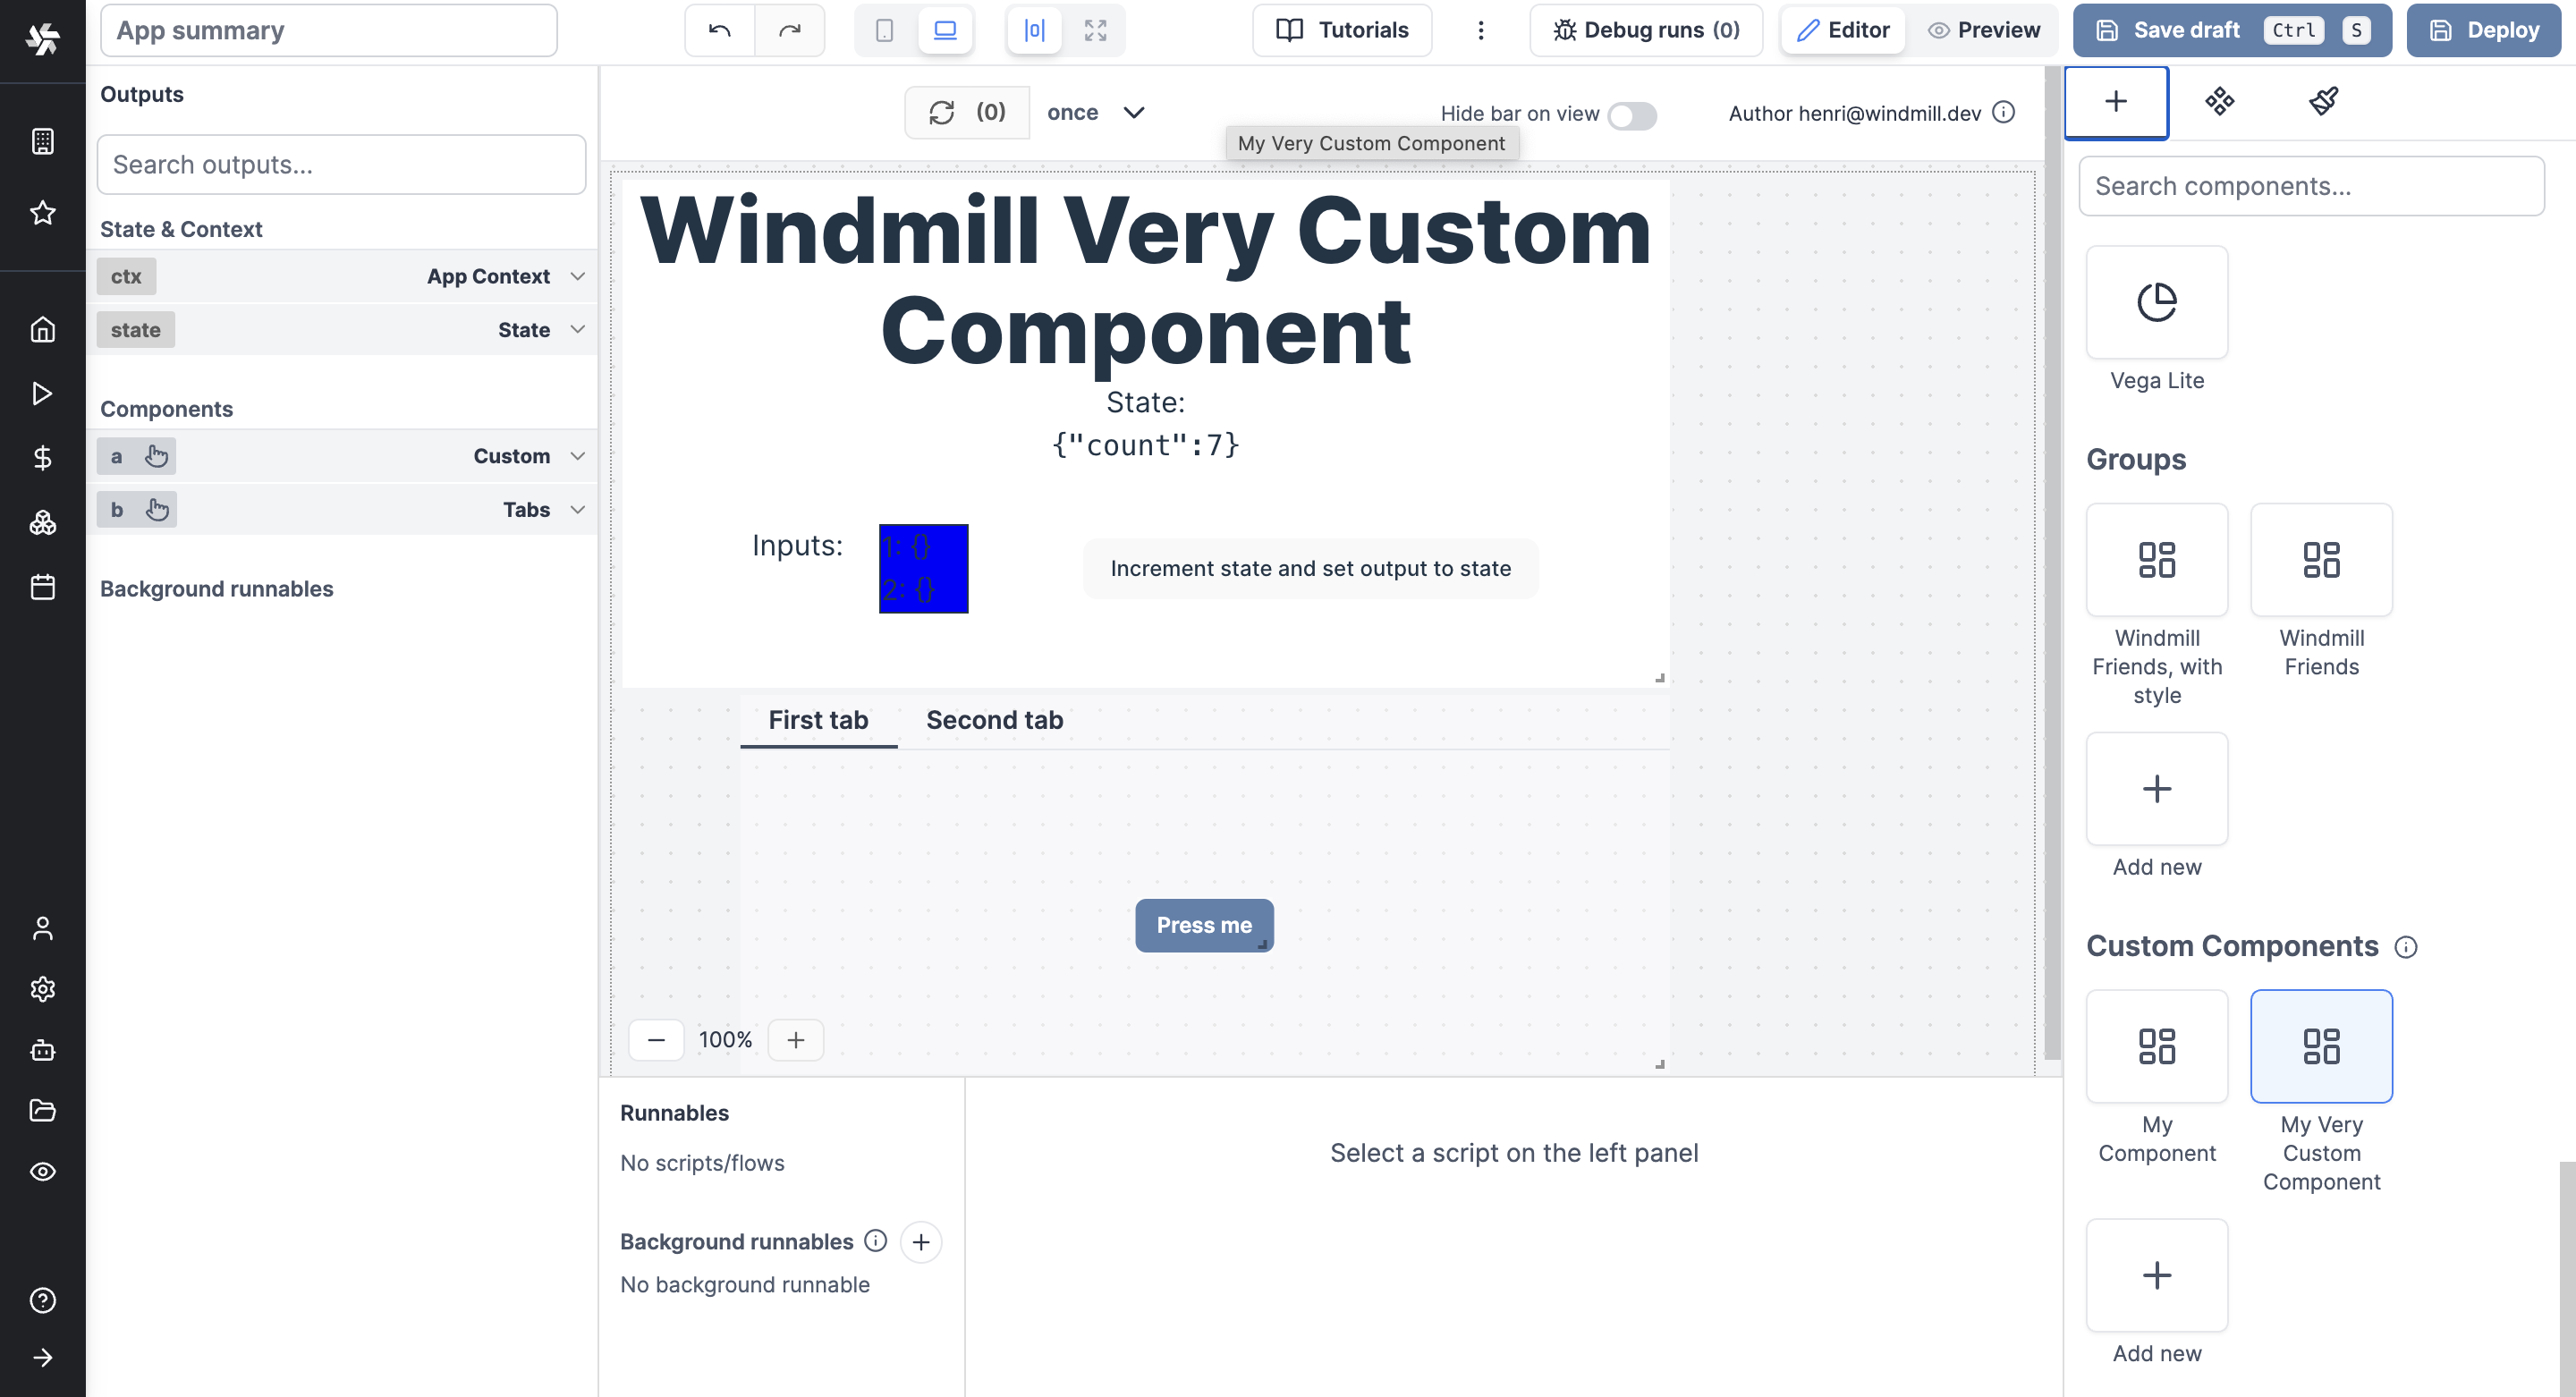 App summary
Tutorials
Debug runs (0)
Editor
Preview
Save draft Ctrl S
Deploy
Outputs
Search outputs...
State & Context
ctx App Context
state State
Components
a Custom
b Tabs
Background runnables
(0) once
Hide bar on view
Author henri@windmill.dev
My Very Custom Component
Windmill Very Custom
Component
State:
{"count":7}
Inputs:
1: {}
2: {}
Increment state and set output to state
First tab Second tab
Press me
100%
Runnables
No scripts/flows
Background runnables
No background runnable
Select a script on the left panel
Search components...
Vega Lite
Groups
Windmill
Friends, with
style
Windmill
Friends
Add new
Custom Components
My
Component
My Very
Custom
Component
Add new